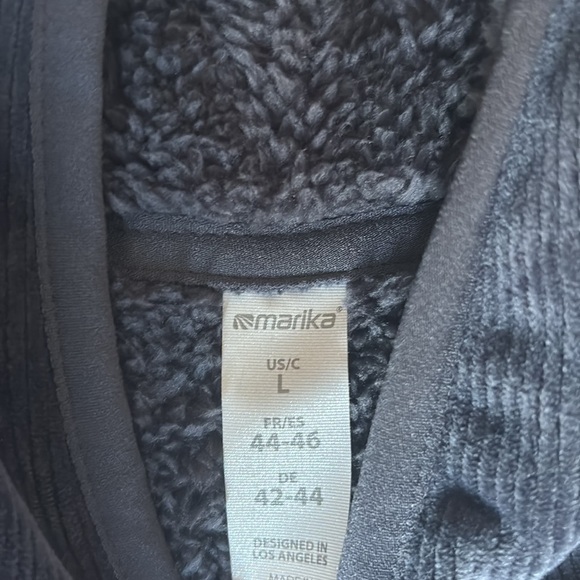 marika®
US/C
L
FR/ES
44-46
DE
42-44
DESIGNED IN
LOS ANGELES